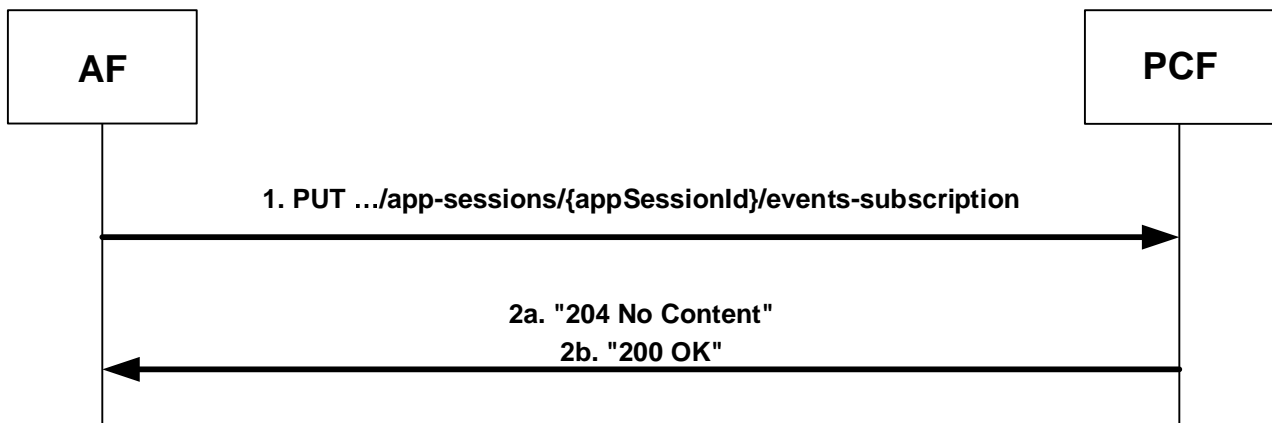 AF
PCF
1. PUT …/app-sessions/{appSessionId}/events-subscription
2a. "204 No Content"
2b. "200 OK"